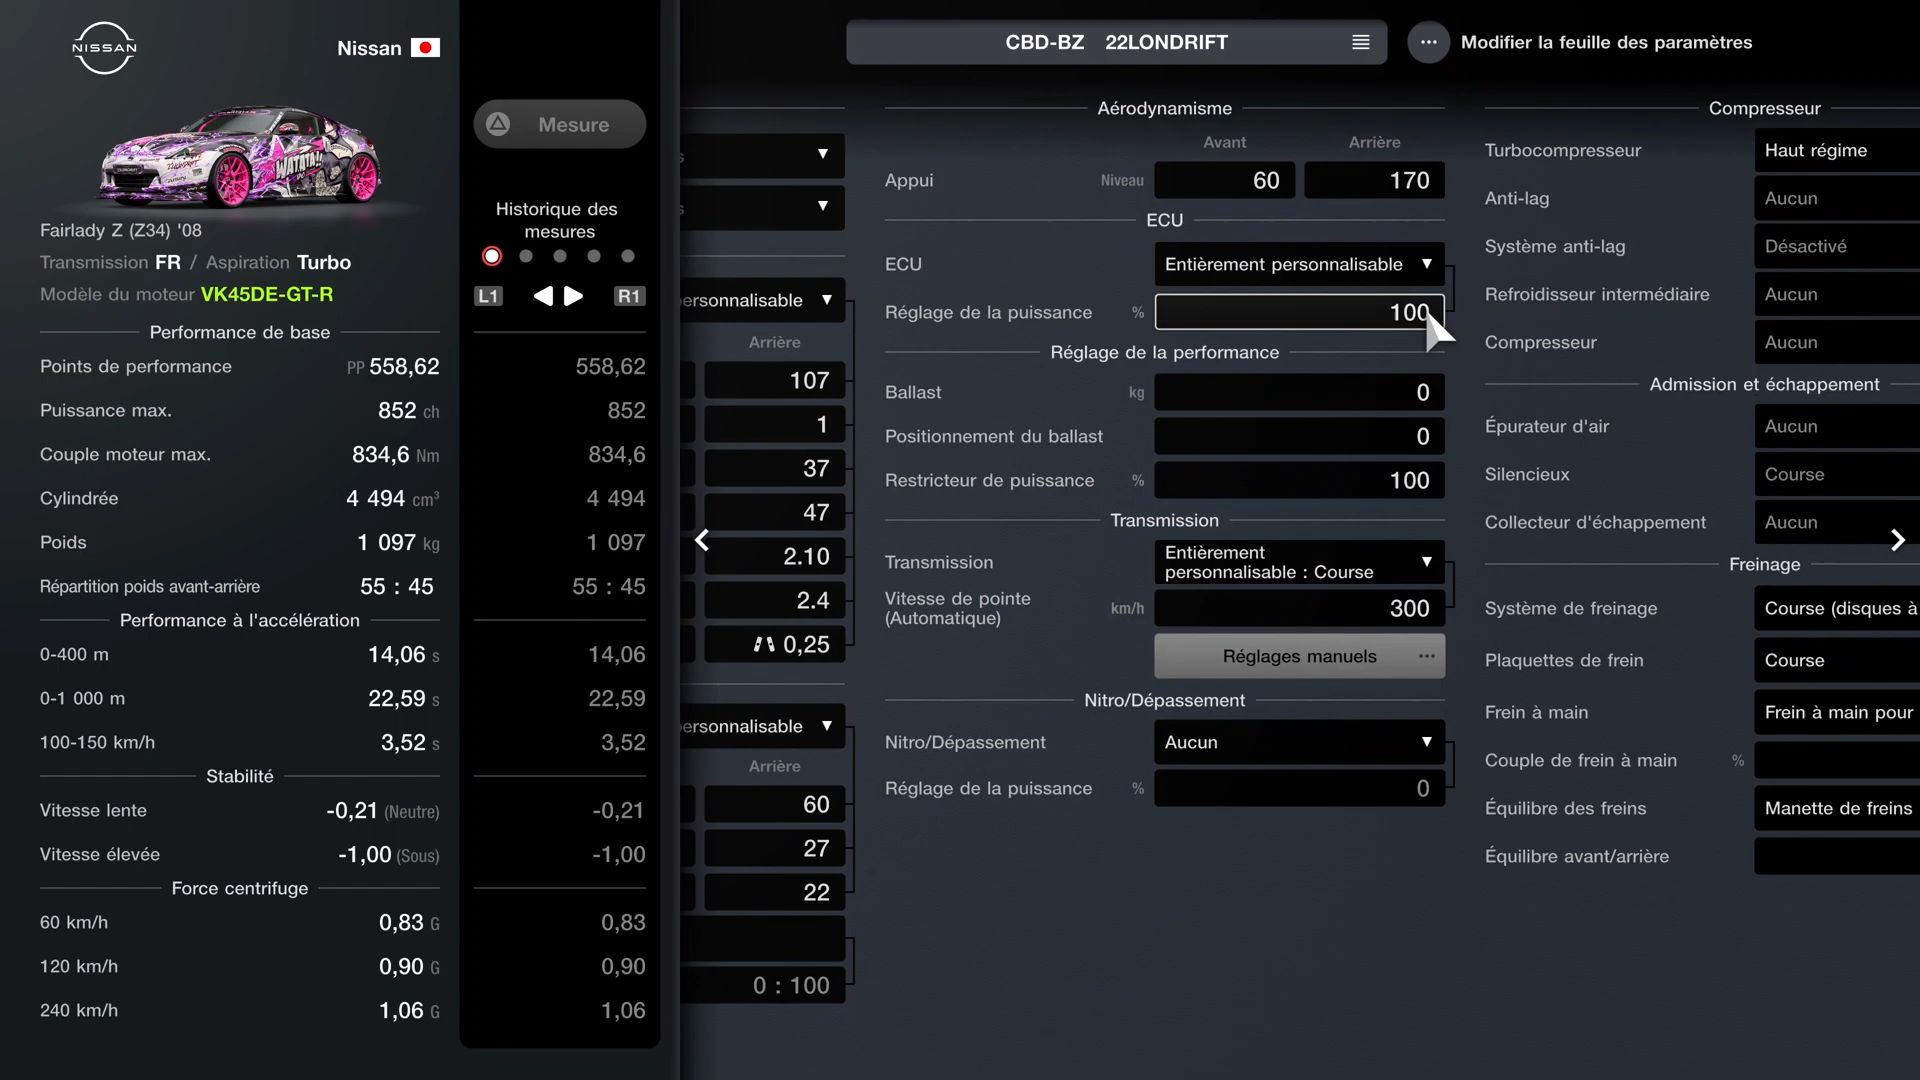 NISSAN
Nissan
WATATA!!
Fairlady Z (Z34) '08
Transmission FR / Aspiration Turbo
Modèle du moteur VK45DE-GT-R
Performance de base
Points de performance PP 558,62
Puissance max. 852 ch
Couple moteur max. 834,6 Nm
Cylindrée 4 494 cm³
Poids 1 097 kg
Répartition poids avant-arrière 55 : 45
Performance à l'accélération
0-400 m 14,06 s
0-1 000 m 22,59 s
100-150 km/h 3,52 s
Stabilité
Vitesse lente -0,21 (Neutre)
Vitesse élevée -1,00 (Sous)
Force centrifuge
60 km/h 0,83 G
120 km/h 0,90 G
240 km/h 1,06 G
Mesure
Historique des
mesures
L1 R1
558,62
852
834,6
4 494
1 097
55 : 45
14,06
22,59
3,52
-0,21
-1,00
0,83
0,90
1,06
CBD-BZ 22LONDRIFT
Modifier la feuille des paramètres
s
s
ersonnalisable
Arrière
107
1
37
47
2.10
2.4
0,25
ersonnalisable
Arrière
60
27
22
0 : 100
Aérodynamisme
Avant Arrière
Appui Niveau 60 170
ECU
ECU Entièrement personnalisable
Réglage de la puissance % 100
Réglage de la performance
Ballast kg 0
Positionnement du ballast 0
Restricteur de puissance % 100
Transmission
Transmission Entièrement
personnalisable : Course
Vitesse de pointe
(Automatique) km/h 300
Réglages manuels
Nitro/Dépassement
Nitro/Dépassement Aucun
Réglage de la puissance % 0
Compresseur
Turbocompresseur Haut régime
Anti-lag Aucun
Système anti-lag Désactivé
Refroidisseur intermédiaire Aucun
Compresseur Aucun
Admission et échappement
Épurateur d'air Aucun
Silencieux Course
Collecteur d'échappement Aucun
Freinage
Système de freinage Course (disques à
Plaquettes de frein Course
Frein à main Frein à main pour
Couple de frein à main %
Équilibre des freins Manette de freins
Équilibre avant/arrière